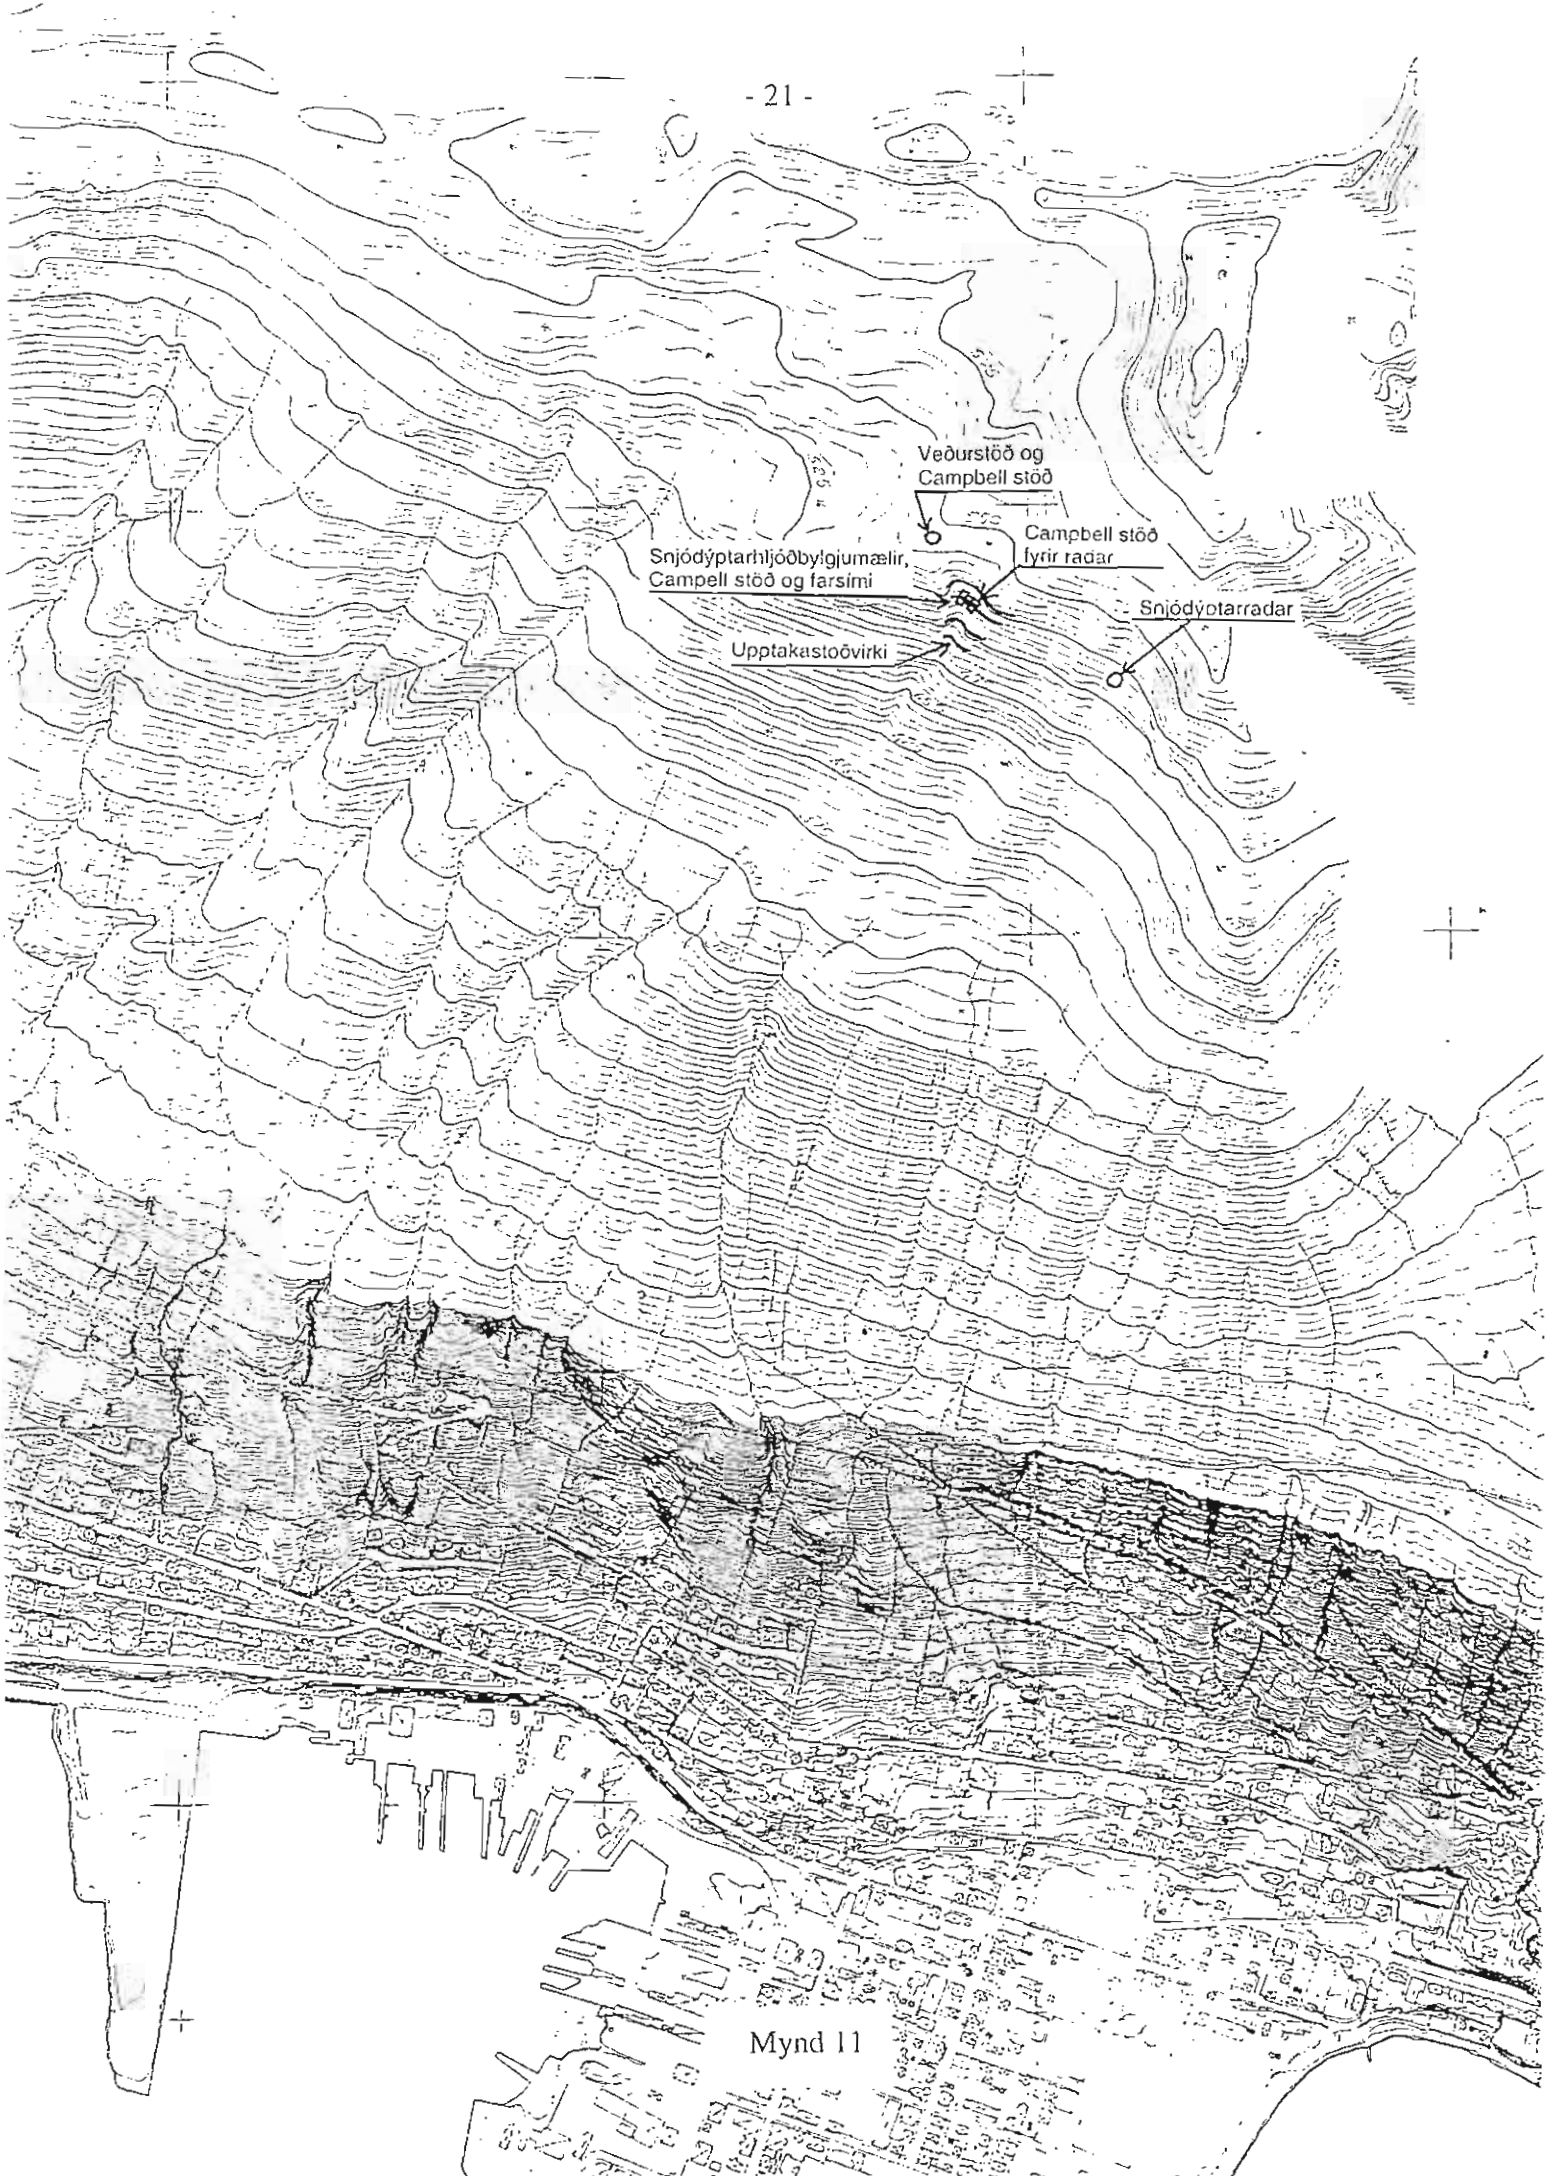 - 21 -
Veðurstöð og
Campbell stöð
Campbell stöð
fyrir radar
Snjódýptarhljóðbylgjumælir,
Campell stöð og farsími
Snjódýptarradar
Upptakastoðvirki
Mynd 11